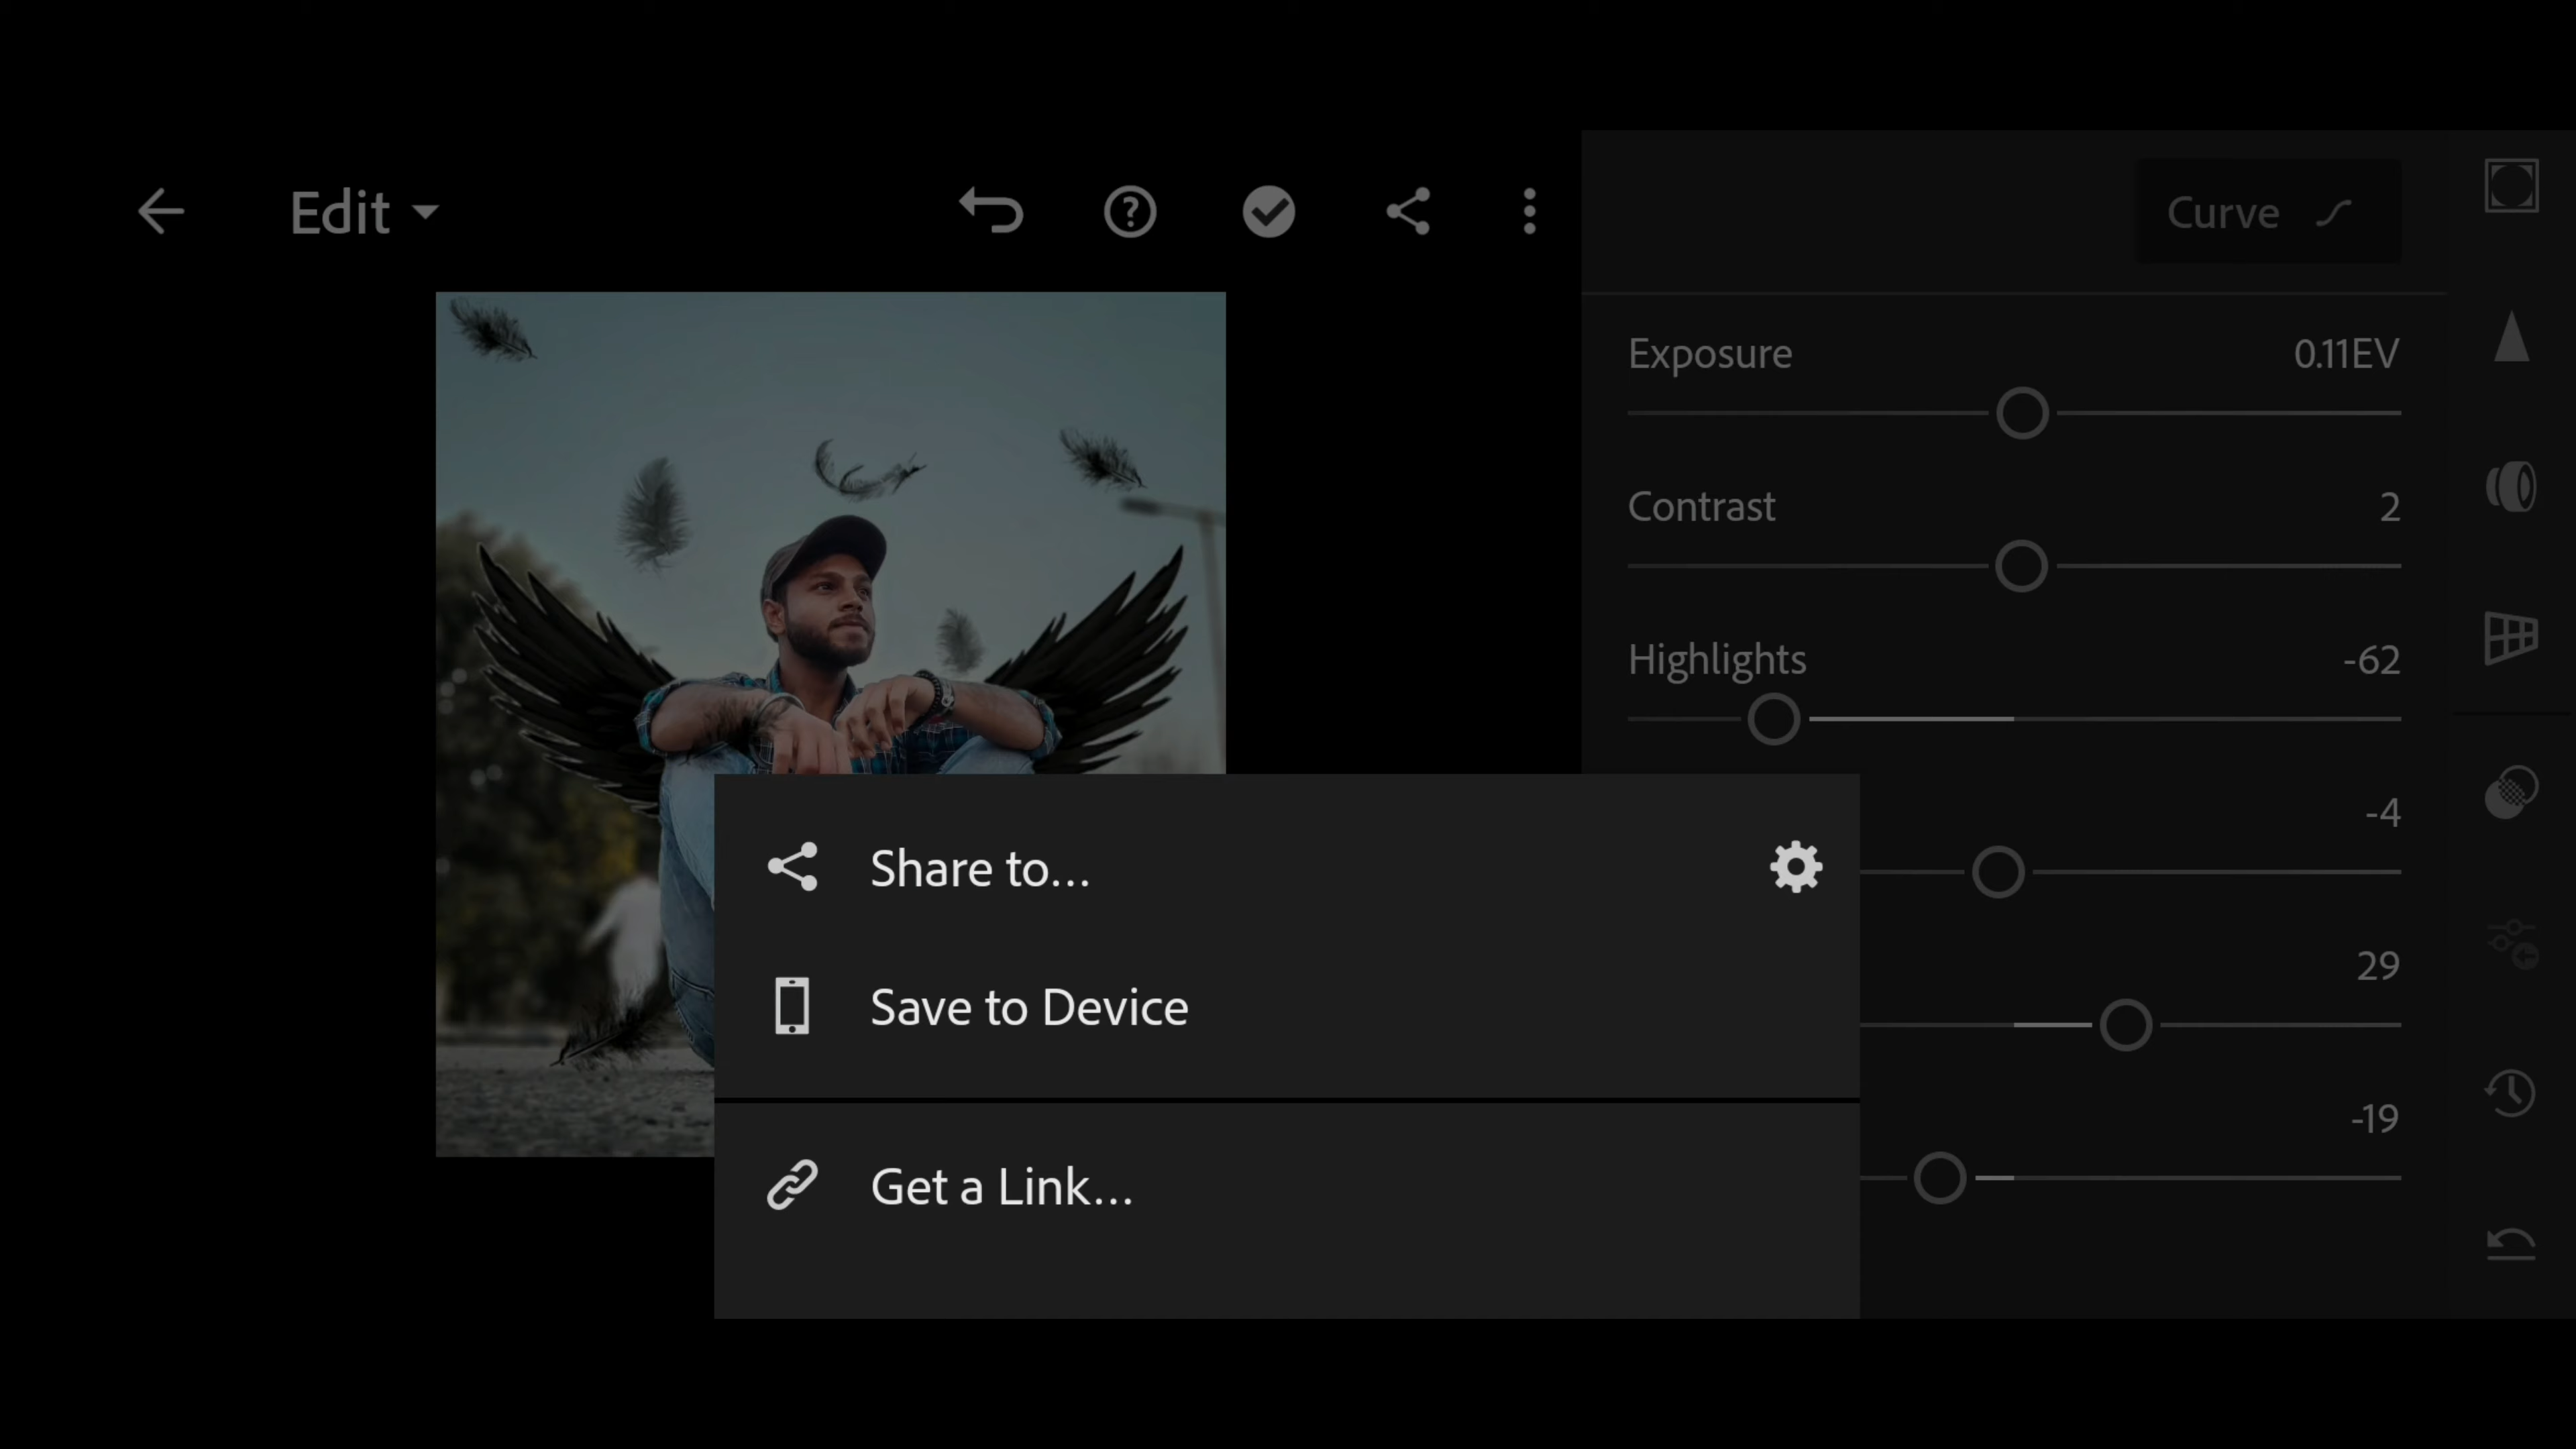 Edit
Curve
Exposure 0.11EV
Contrast 2
Highlights -62
-4
29
-19
Share to...
Save to Device
Get a Link...